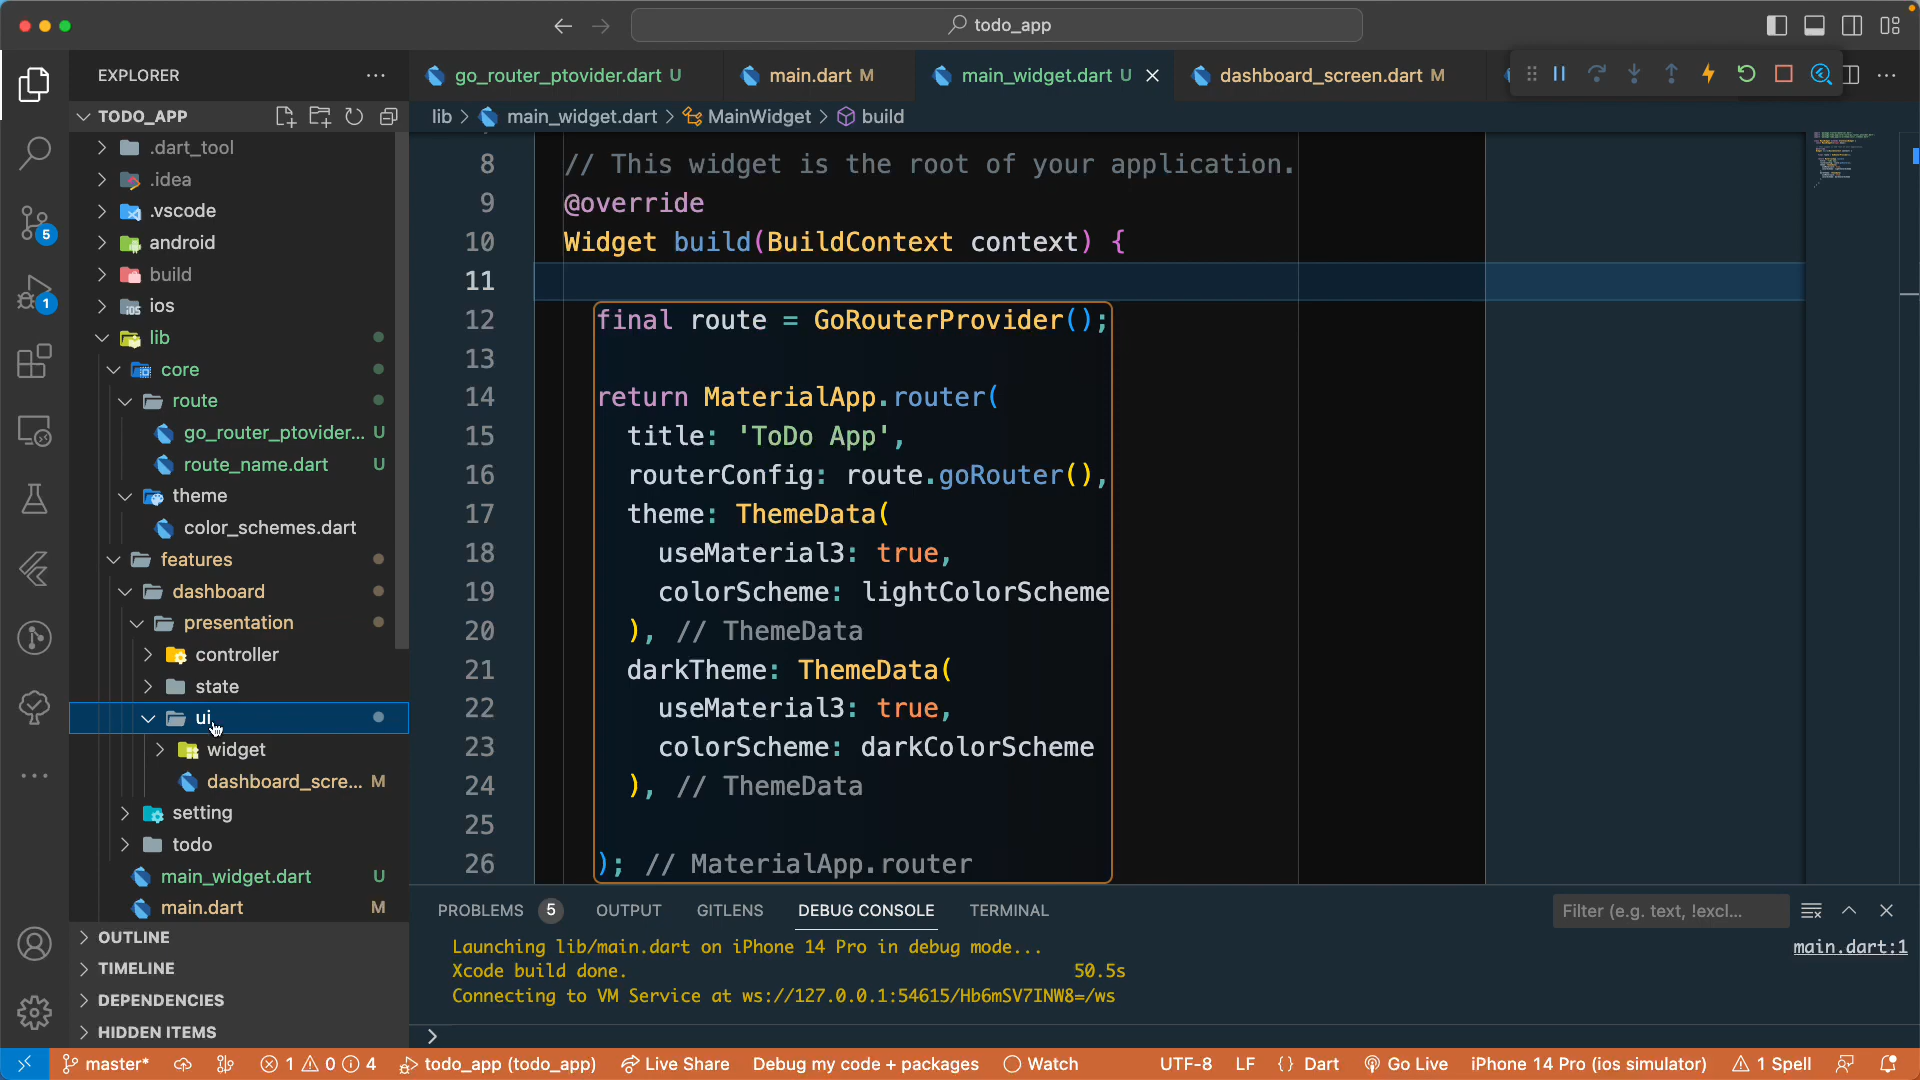 todo_app
EXPLORER
go_router_ptovider.dart U
main.dart M
main_widget.dart U
dashboard_screen.dart M
TODO_APP
lib > main_widget.dart > MainWidget > build
.dart_tool
.idea
.vscode
android
build
ios
lib
core
route
go_router_ptovider... U
route_name.dart U
theme
color_schemes.dart
features
dashboard
presentation
controller
state
ui
widget
dashboard_scre... M
setting
todo
main_widget.dart U
main.dart M
OUTLINE
TIMELINE
DEPENDENCIES
HIDDEN ITEMS
5
1
8 // This widget is the root of your application.
9 @override
10 Widget build(BuildContext context) {
11
12 final route = GoRouterProvider();
13
14 return MaterialApp.router(
15 title: 'ToDo App',
16 routerConfig: route.goRouter(),
17 theme: ThemeData(
18 useMaterial3: true,
19 colorScheme: lightColorScheme
20 ), // ThemeData
21 darkTheme: ThemeData(
22 useMaterial3: true,
23 colorScheme: darkColorScheme
24 ), // ThemeData
25
26 ); // MaterialApp.router
PROBLEMS 5 OUTPUT GITLENS DEBUG CONSOLE TERMINAL
Filter (e.g. text, !excl...
Launching lib/main.dart on iPhone 14 Pro in debug mode...
main.dart:1
Xcode build done. 50.5s
Connecting to VM Service at ws://127.0.0.1:54615/Hb6mSV7INW8=/ws
>
master* 1 0 4 todo_app (todo_app) Live Share Debug my code + packages Watch UTF-8 LF {} Dart Go Live iPhone 14 Pro (ios simulator) 1 Spell